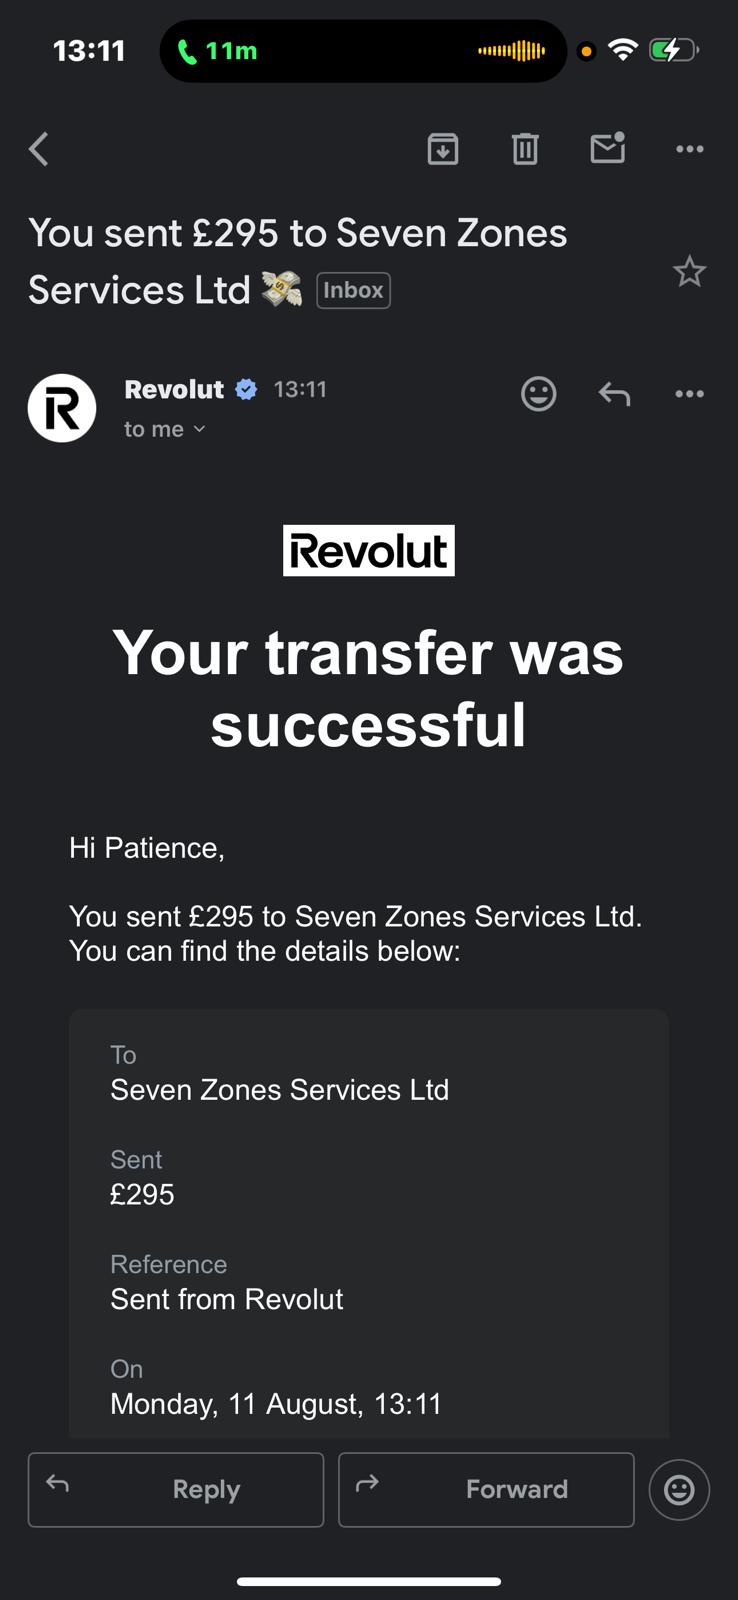 13:11
11m
You sent £295 to Seven Zones
Services Ltd 💸 Inbox
Revolut 13:11
to me
Revolut
Your transfer was
successful
Hi Patience,
You sent £295 to Seven Zones Services Ltd.
You can find the details below:
To
Seven Zones Services Ltd
Sent
£295
Reference
Sent from Revolut
On
Monday, 11 August, 13:11
Reply
Forward